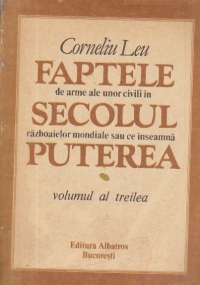 Corneliu Leu
FAPTELE
de arme ale unor civili în
SECOLUL
războaielor mondiale sau ce înseamnă
PUTEREA
volumul al treilea
Editura Albatros
București